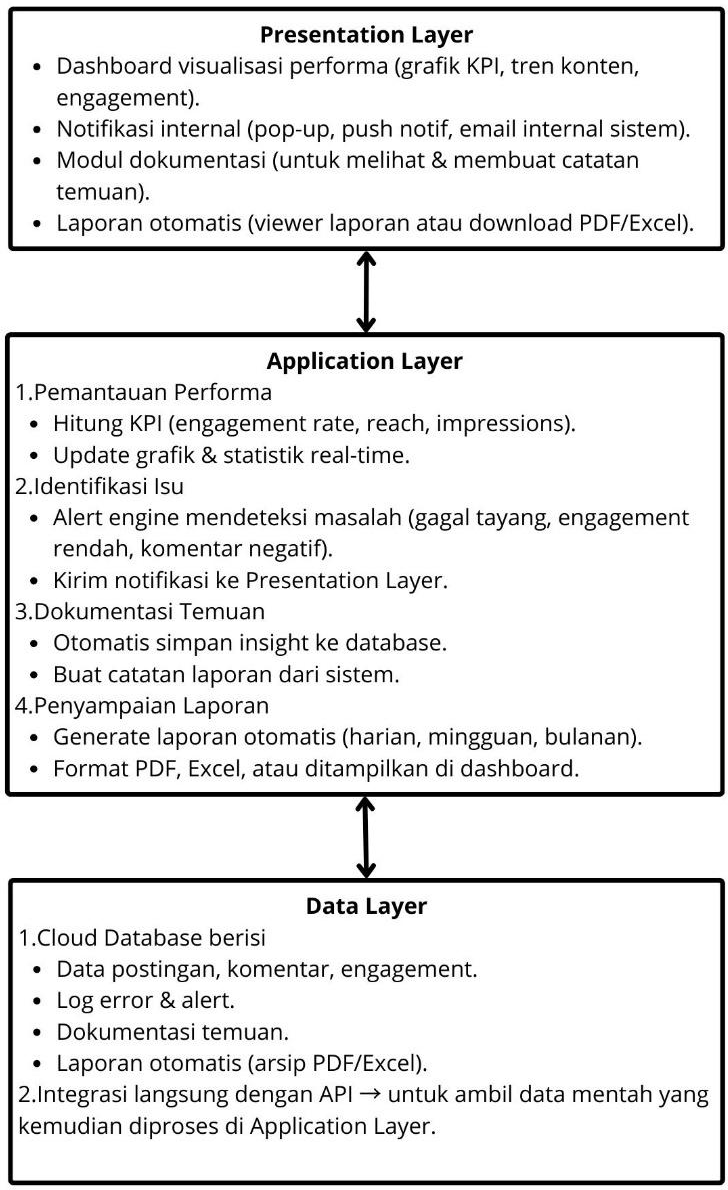 Presentation Layer
• Dashboard visualisasi performa (grafik KPI, tren konten,
engagement).
• Notifikasi internal (pop-up, push notif, email internal sistem).
• Modul dokumentasi (untuk melihat & membuat catatan
temuan).
• Laporan otomatis (viewer laporan atau download PDF/Excel).
Application Layer
1.Pemantauan Performa
• Hitung KPI (engagement rate, reach, impressions).
• Update grafik & statistik real-time.
2.Identifikasi Isu
• Alert engine mendeteksi masalah (gagal tayang, engagement
rendah, komentar negatif).
• Kirim notifikasi ke Presentation Layer.
3.Dokumentasi Temuan
• Otomatis simpan insight ke database.
• Buat catatan laporan dari sistem.
4.Penyampaian Laporan
• Generate laporan otomatis (harian, mingguan, bulanan).
• Format PDF, Excel, atau ditampilkan di dashboard.
Data Layer
1.Cloud Database berisi
• Data postingan, komentar, engagement.
• Log error & alert.
• Dokumentasi temuan.
• Laporan otomatis (arsip PDF/Excel).
2.Integrasi langsung dengan API → untuk ambil data mentah yang
kemudian diproses di Application Layer.